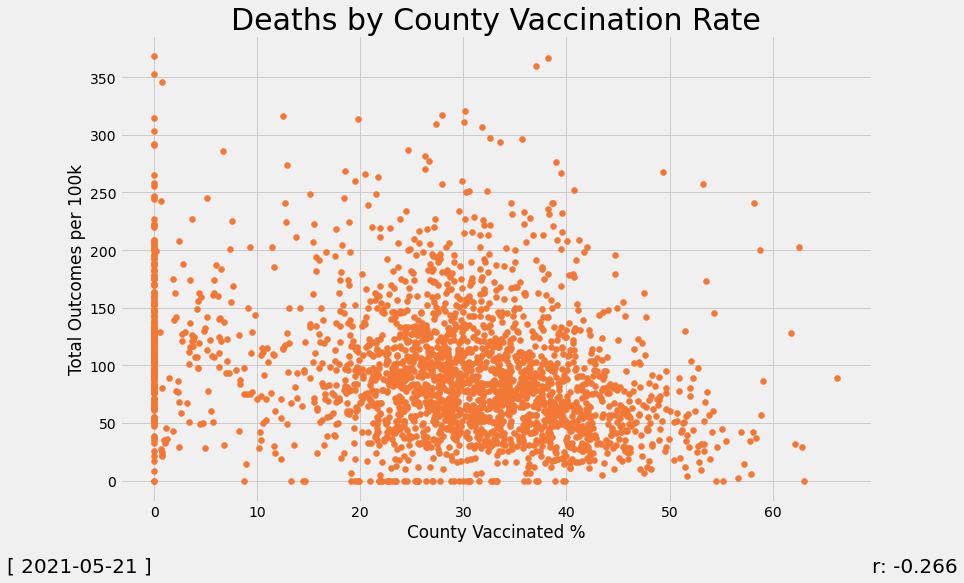 Deaths by County Vaccination Rate
Total Outcomes per 100k
350
300
250
200
150
100
50
0
0 10 20 30 40 50 60
County Vaccinated %
[ 2021-05-21 ]
r: -0.266